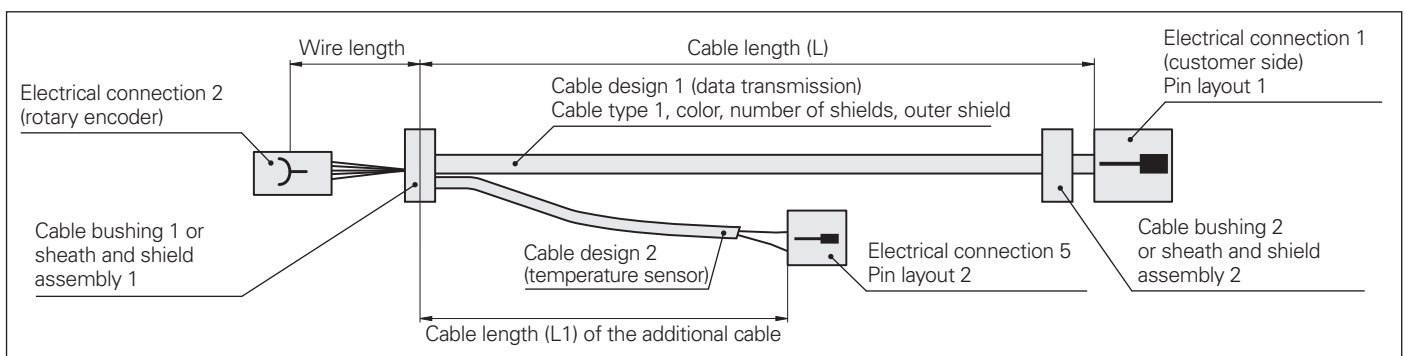 Wire length
Cable length (L)
Electrical connection 1
(customer side)
Pin layout 1
Electrical connection 2
(rotary encoder)
Cable design 1 (data transmission)
Cable type 1, color, number of shields, outer shield
Cable bushing 1 or
sheath and shield
assembly 1
Cable design 2
(temperature sensor)
Electrical connection 5
Pin layout 2
Cable bushing 2
or sheath and shield
assembly 2
Cable length (L1) of the additional cable